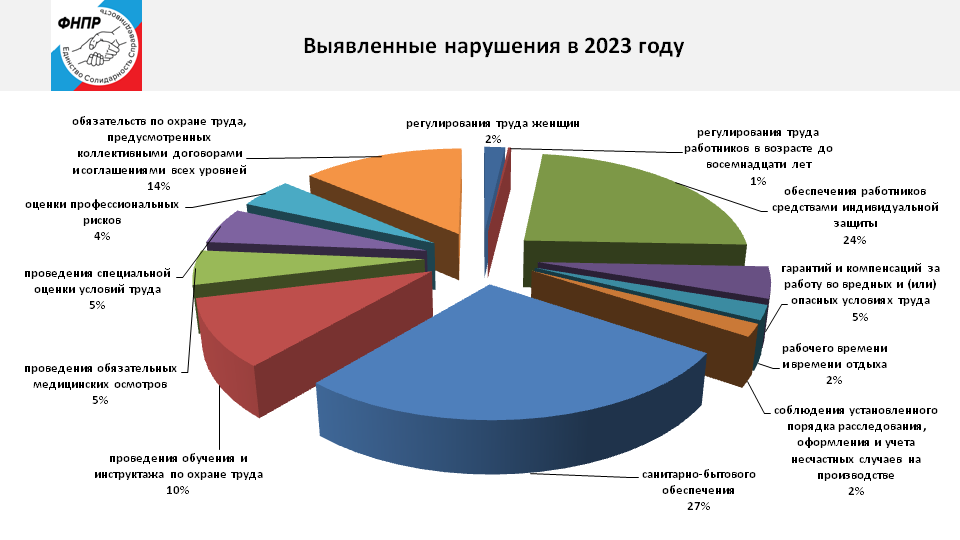 ФНПР
Единство Солидарность Справедливость
Выявленные нарушения в 2023 году
обязательств по охране труда,
предусмотренных
коллективными договорами
и соглашениями всех уровней
14%
регулирования труда женщин
2%
регулирования труда
работников в возрасте до
восемнадцати лет
1%
обеспечения работников
средствами индивидуальной
защиты
24%
оценки профессиональных
рисков
4%
гарантий и компенсаций за
работу во вредных и (или)
опасных условиях труда
5%
проведения специальной
оценки условий труда
5%
рабочего времени
и времени отдыха
2%
проведения обязательных
медицинских осмотров
5%
соблюдения установленного
порядка расследования,
оформления и учета
несчастных случаев на
производстве
2%
проведения обучения и
инструктажа по охране труда
10%
санитарно-бытового
обеспечения
27%